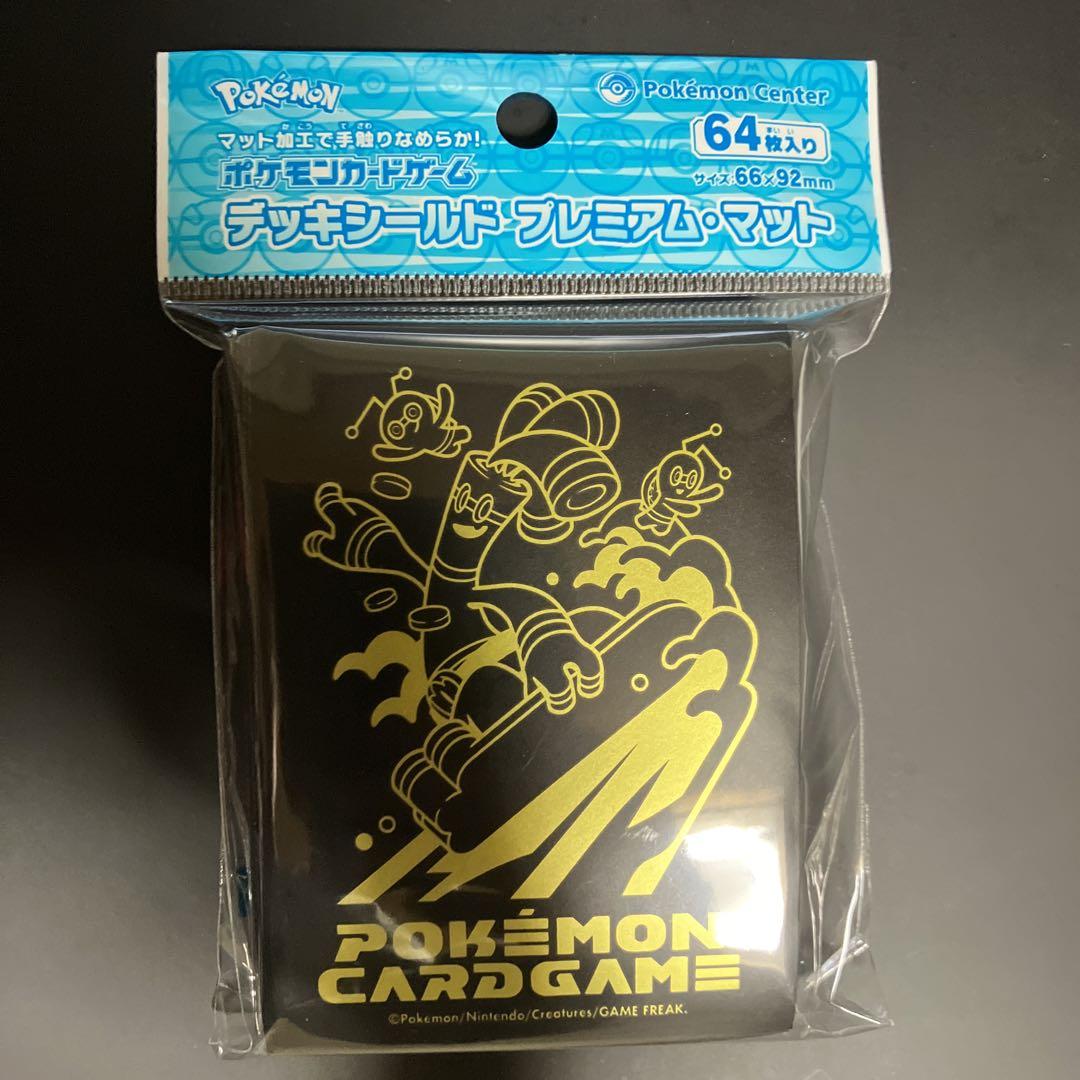 POKÉMON
Pokémon Center
マット加工で手触りなめらか!
64枚入り
ポケモンカードゲーム
サイズ:66×92mm
デッキシールド プレミアム・マット
POKÉMON
CARDGAME
©Pokémon/Nintendo/Creatures/GAME FREAK.